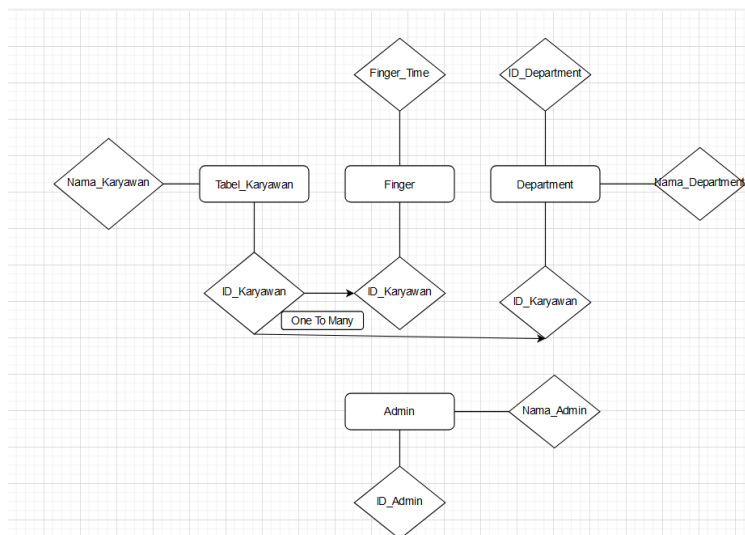 Finger_Time
ID_Department
Nama_Karyawan
Tabel_Karyawan
Finger
Department
Nama_Department
ID_Karyawan
ID_Karyawan
ID_Karyawan
One To Many
Admin
Nama_Admin
ID_Admin